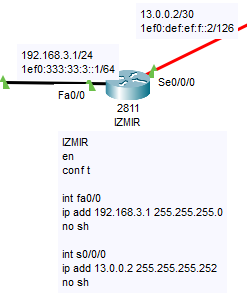 13.0.0.2/30
1ef0:def:ef:f::2/126
192.168.3.1/24
1ef0:333:33:3::1/64
Fa0/0
Se0/0/0
2811
IZMIR
IZMIR
en
conf t
int fa0/0
ip add 192.168.3.1 255.255.255.0
no sh
int s0/0/0
ip add 13.0.0.2 255.255.255.252
no sh